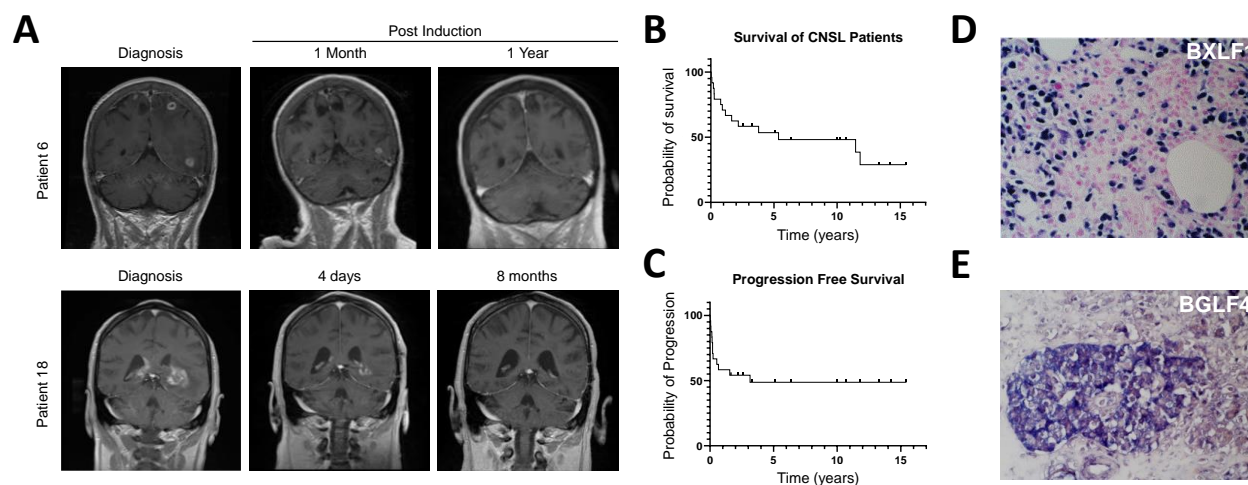 A
Post Induction
Diagnosis
1 Month
1 Year
Patient 6
Diagnosis
4 days
8 months
Patient 18
B
Survival of CNSL Patients
Probability of survival
100
50
0
0 5 10 15
Time (years)
C
Progression Free Survival
Probability of Progression
100
50
0
0 5 10 15
Time (years)
D
BXLF1
E
BGLF4